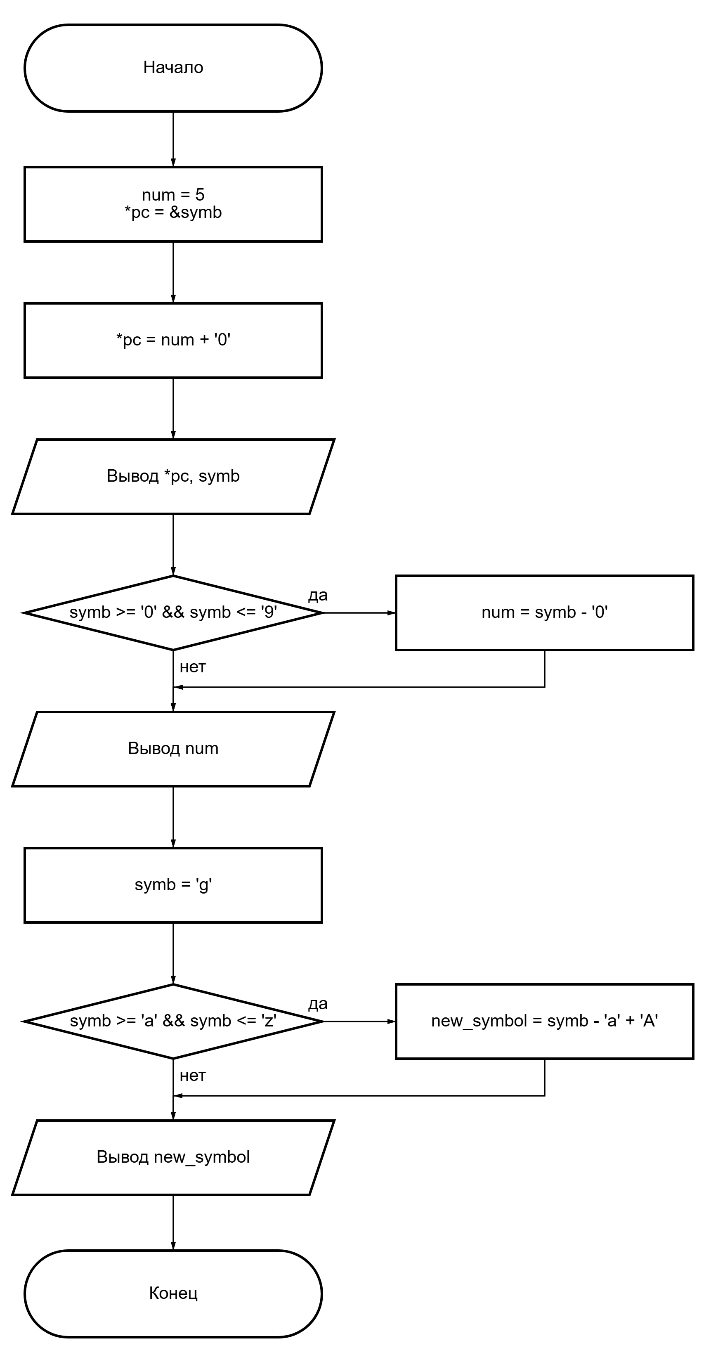 Начало
num = 5
*pc = &symb
*pc = num + '0'
Вывод *pc, symb
symb >= '0' && symb <= '9'
да
num = symb - '0'
нет
Вывод num
symb = 'g'
symb >= 'a' && symb <= 'z'
да
new_symbol = symb - 'a' + 'A'
нет
Вывод new_symbol
Конец